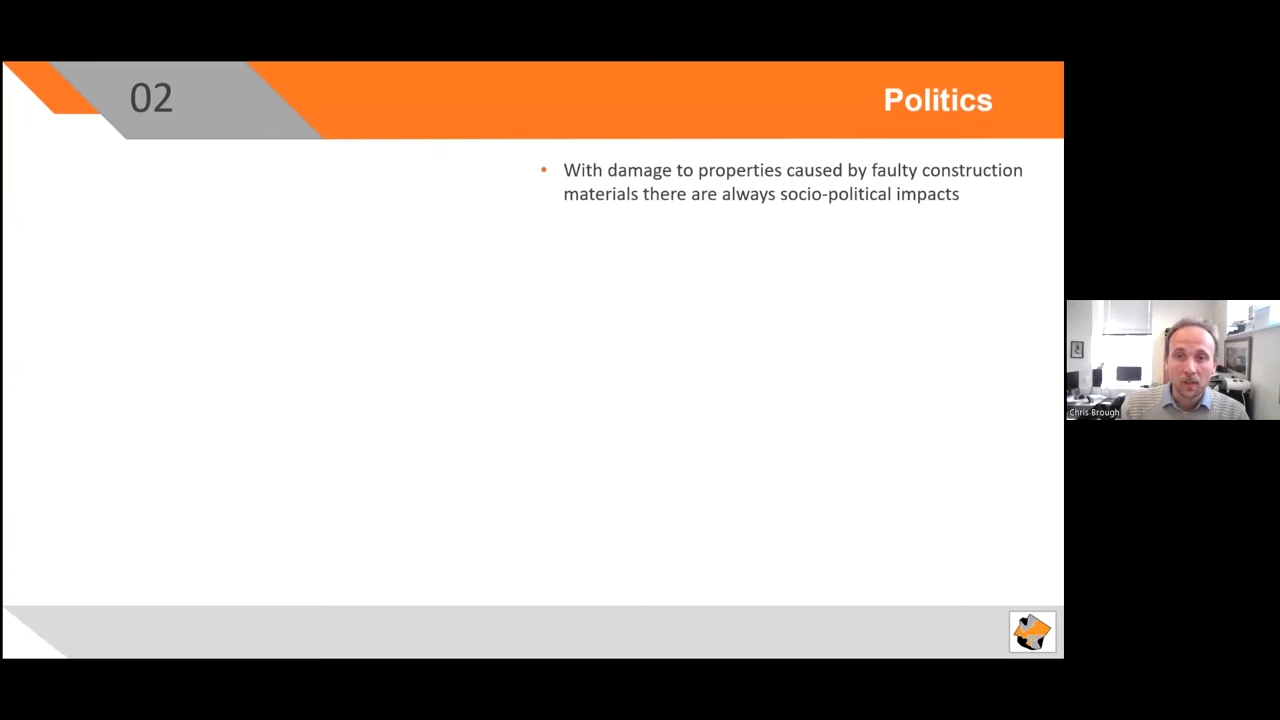 02
Politics
• With damage to properties caused by faulty construction
materials there are always socio-political impacts
Chris Brough